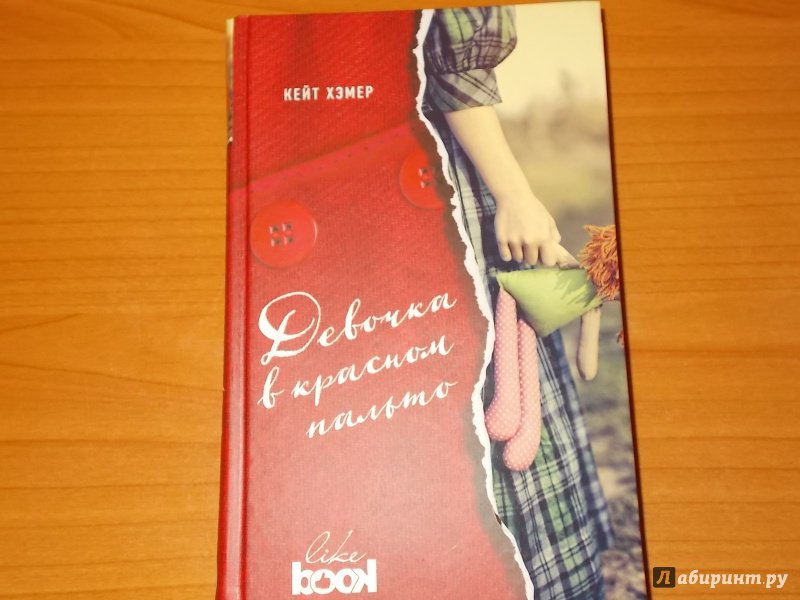 КЕЙТ ХЭМЕР
Девочка
в красном
пальто
like
book
Лабиринт.ру